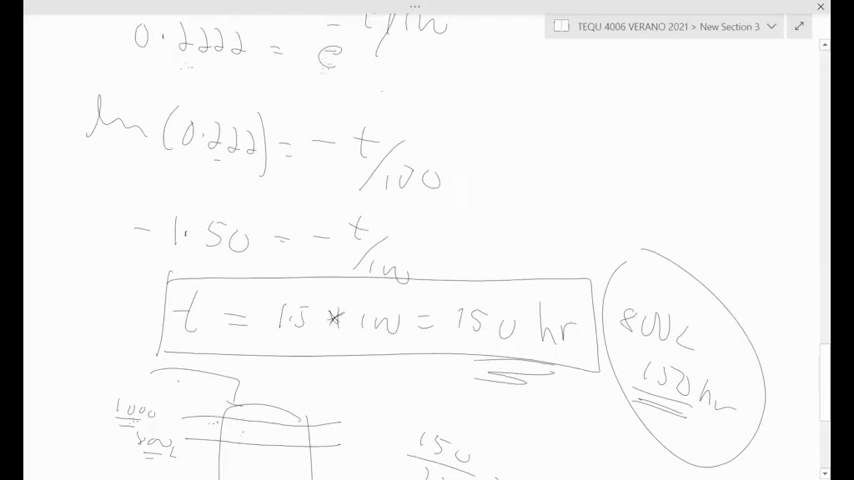 TEQU 4006 VERANO 2021 > New Section 3
0.2222 = e^-t/100
ln (0.222) = - t/100
- 1.50 = - t/100
t = 1.5 * 100 = 150 hr
800L
150 hr
1000
800L
150